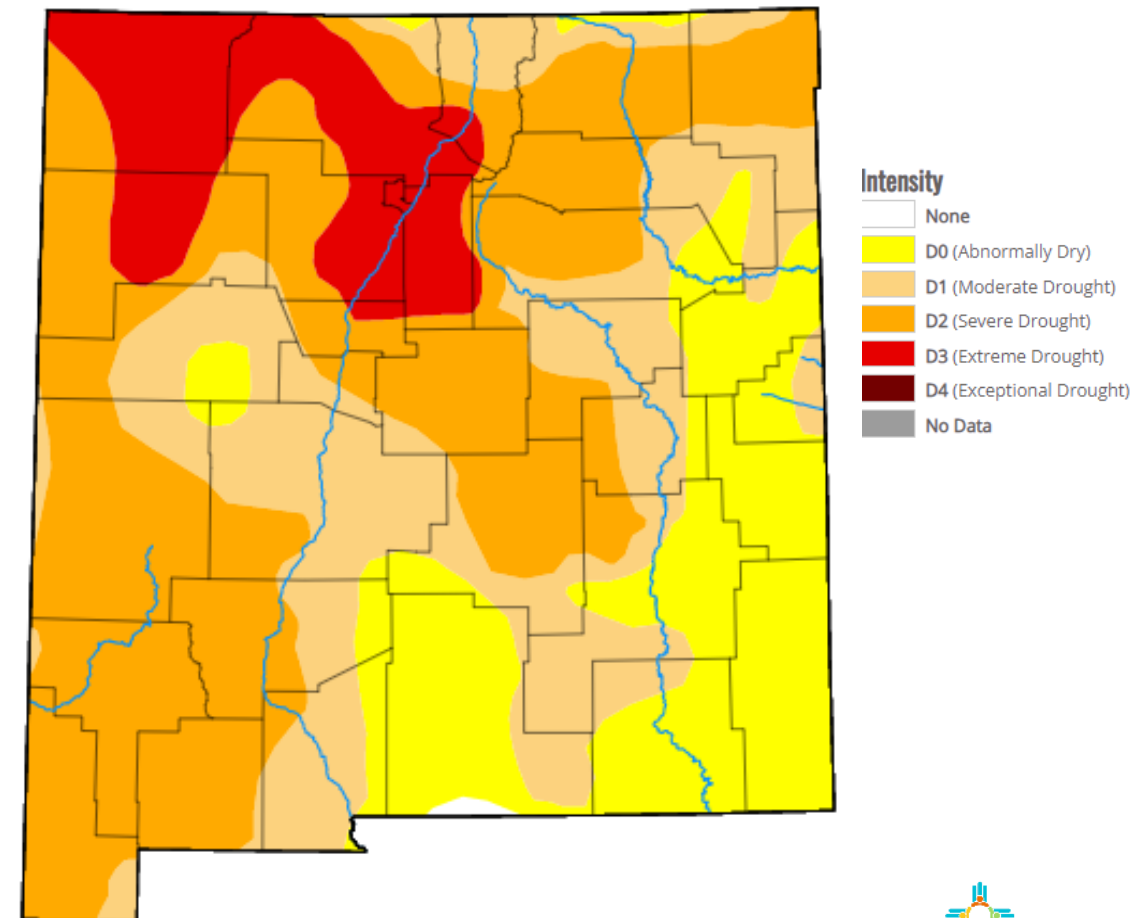 Intensity
None
D0 (Abnormally Dry)
D1 (Moderate Drought)
D2 (Severe Drought)
D3 (Extreme Drought)
D4 (Exceptional Drought)
No Data